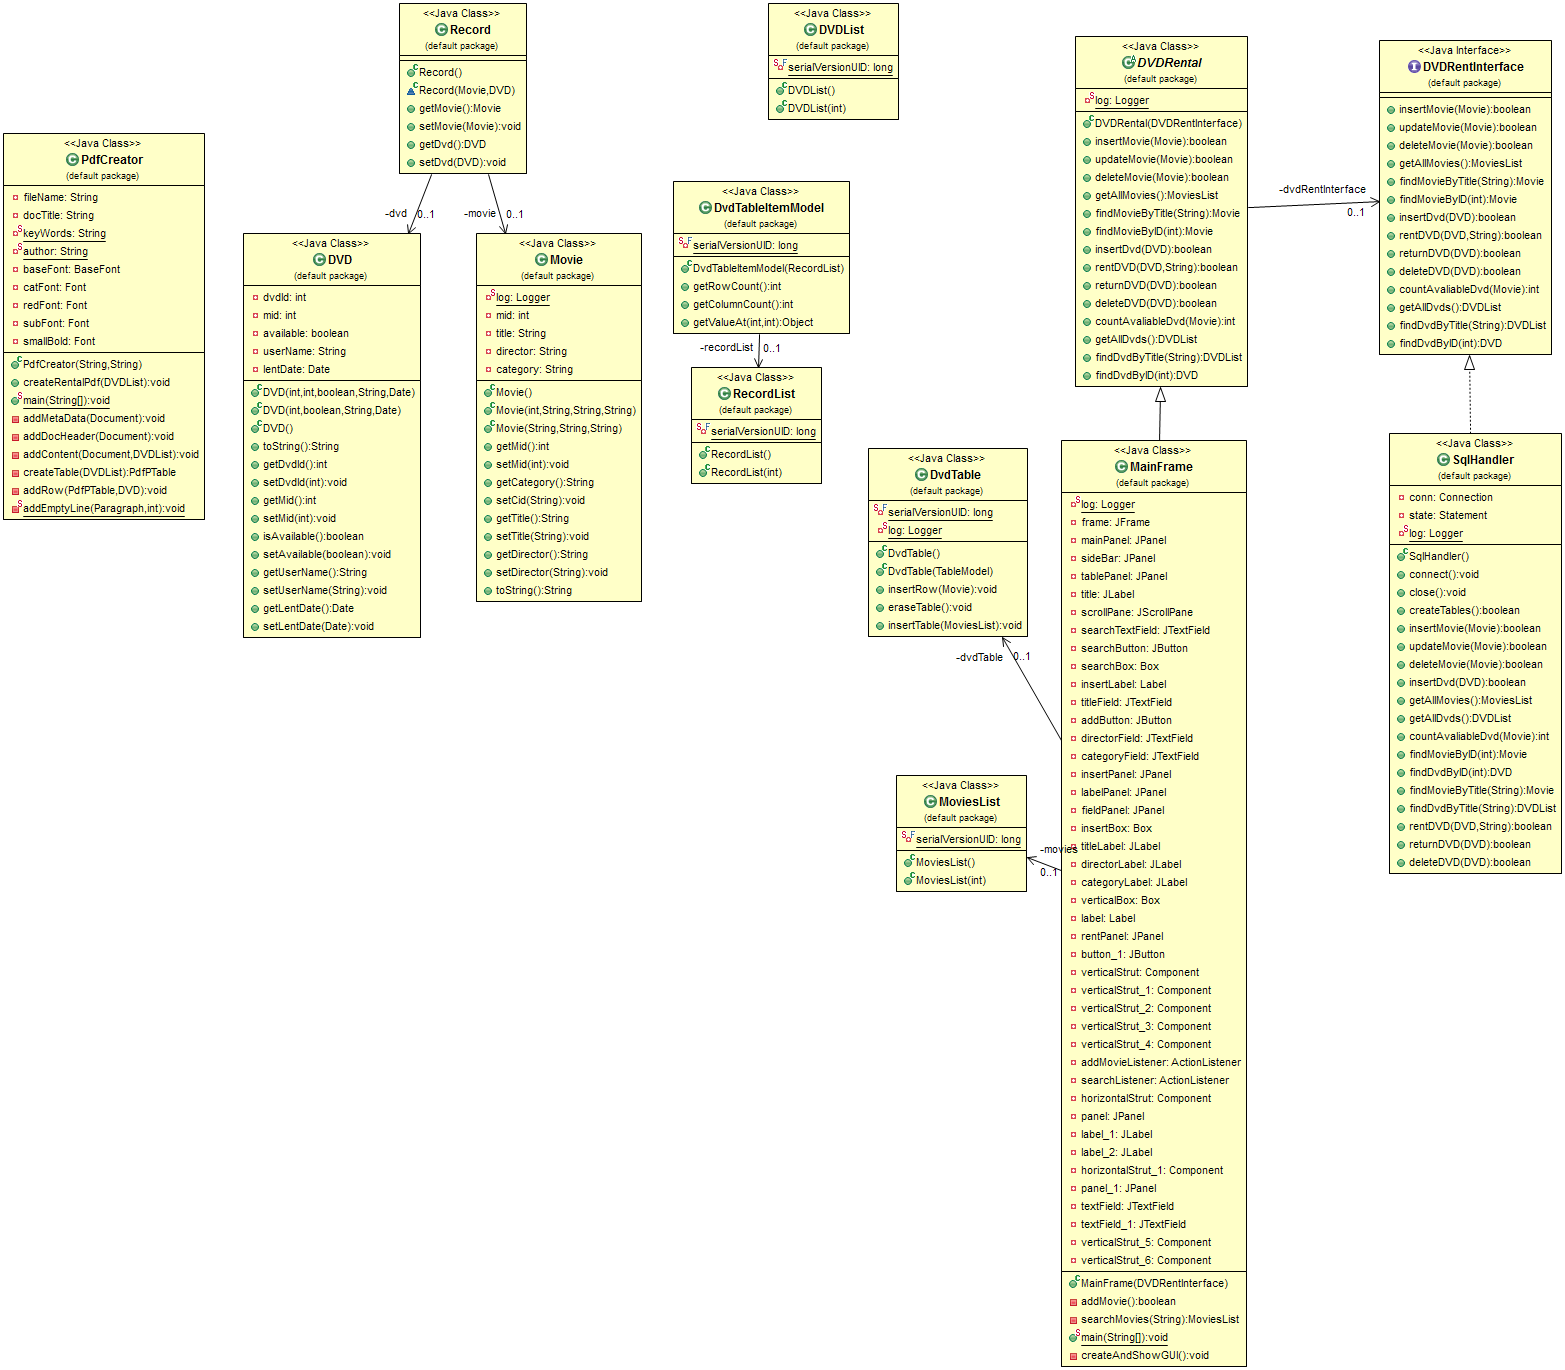 <<Java Class>>
PdfCreator
(default package)
fileName: String
docTitle: String
keyWords: String
author: String
baseFont: BaseFont
catFont: Font
redFont: Font
subFont: Font
smallBold: Font
PdfCreator(String,String)
createRentalPdf(DVDList):void
main(String[]):void
addMetaData(Document):void
addDocHeader(Document):void
addContent(Document,DVDList):void
createTable(DVDList):PdfPTable
addRow(PdfPTable,DVD):void
addEmptyLine(Paragraph,int):void
<<Java Class>>
Record
(default package)
Record()
Record(Movie,DVD)
getMovie():Movie
setMovie(Movie):void
getDvd():DVD
setDvd(DVD):void
-dvd
0..1
-movie
0..1
<<Java Class>>
DVD
(default package)
dvdId: int
mid: int
available: boolean
userName: String
lentDate: Date
DVD(int,int,boolean,String,Date)
DVD(int,boolean,String,Date)
DVD()
toString():String
getDvdId():int
setDvdId(int):void
getMid():int
setMid(int):void
isAvailable():boolean
setAvailable(boolean):void
getUserName():String
setUserName(String):void
getLentDate():Date
setLentDate(Date):void
<<Java Class>>
Movie
(default package)
log: Logger
mid: int
title: String
director: String
category: String
Movie()
Movie(int,String,String,String)
Movie(String,String,String)
getMid():int
setMid(int):void
getCategory():String
setCid(String):void
getTitle():String
setTitle(String):void
getDirector():String
setDirector(String):void
toString():String
<<Java Class>>
DVDList
(default package)
serialVersionUID: long
DVDList()
DVDList(int)
<<Java Class>>
DvdTableItemModel
(default package)
serialVersionUID: long
DvdTableItemModel(RecordList)
getRowCount():int
getColumnCount():int
getValueAt(int,int):Object
-recordList
0..1
<<Java Class>>
RecordList
(default package)
serialVersionUID: long
RecordList()
RecordList(int)
<<Java Class>>
DvdTable
(default package)
serialVersionUID: long
log: Logger
DvdTable()
DvdTable(TableModel)
insertRow(Movie):void
eraseTable():void
insertTable(MoviesList):void
-dvdTable
0..1
<<Java Class>>
MoviesList
(default package)
serialVersionUID: long
MoviesList()
MoviesList(int)
-movies
0..1
<<Java Class>>
DVDRental
(default package)
log: Logger
DVDRental(DVDRentInterface)
insertMovie(Movie):boolean
updateMovie(Movie):boolean
deleteMovie(Movie):boolean
getAllMovies():MoviesList
findMovieByTitle(String):Movie
findMovieByID(int):Movie
insertDvd(DVD):boolean
rentDVD(DVD,String):boolean
returnDVD(DVD):boolean
deleteDVD(DVD):boolean
countAvaliableDvd(Movie):int
getAllDvds():DVDList
findDvdByTitle(String):DVDList
findDvdByID(int):DVD
-dvdRentInterface
0..1
<<Java Interface>>
DVDRentInterface
(default package)
insertMovie(Movie):boolean
updateMovie(Movie):boolean
deleteMovie(Movie):boolean
getAllMovies():MoviesList
findMovieByTitle(String):Movie
findMovieByID(int):Movie
insertDvd(DVD):boolean
rentDVD(DVD,String):boolean
returnDVD(DVD):boolean
deleteDVD(DVD):boolean
countAvaliableDvd(Movie):int
getAllDvds():DVDList
findDvdByTitle(String):DVDList
findDvdByID(int):DVD
<<Java Class>>
MainFrame
(default package)
log: Logger
frame: JFrame
mainPanel: JPanel
sideBar: JPanel
tablePanel: JPanel
title: JLabel
scrollPane: JScrollPane
searchTextField: JTextField
searchButton: JButton
searchBox: Box
insertLabel: Label
titleField: JTextField
addButton: JButton
directorField: JTextField
categoryField: JTextField
insertPanel: JPanel
labelPanel: JPanel
fieldPanel: JPanel
insertBox: Box
titleLabel: JLabel
directorLabel: JLabel
categoryLabel: JLabel
verticalBox: Box
label: Label
rentPanel: JPanel
button_1: JButton
verticalStrut: Component
verticalStrut_1: Component
verticalStrut_2: Component
verticalStrut_3: Component
verticalStrut_4: Component
addMovieListener: ActionListener
searchListener: ActionListener
horizontalStrut: Component
panel: JPanel
label_1: JLabel
label_2: JLabel
horizontalStrut_1: Component
panel_1: JPanel
textField: JTextField
textField_1: JTextField
verticalStrut_5: Component
verticalStrut_6: Component
MainFrame(DVDRentInterface)
addMovie():boolean
searchMovies(String):MoviesList
main(String[]):void
createAndShowGUI():void
<<Java Class>>
SqlHandler
(default package)
conn: Connection
state: Statement
log: Logger
SqlHandler()
connect():void
close():void
createTables():boolean
insertMovie(Movie):boolean
updateMovie(Movie):boolean
deleteMovie(Movie):boolean
insertDvd(DVD):boolean
getAllMovies():MoviesList
getAllDvds():DVDList
countAvaliableDvd(Movie):int
findMovieByID(int):Movie
findDvdByID(int):DVD
findMovieByTitle(String):Movie
findDvdByTitle(String):DVDList
rentDVD(DVD,String):boolean
returnDVD(DVD):boolean
deleteDVD(DVD):boolean